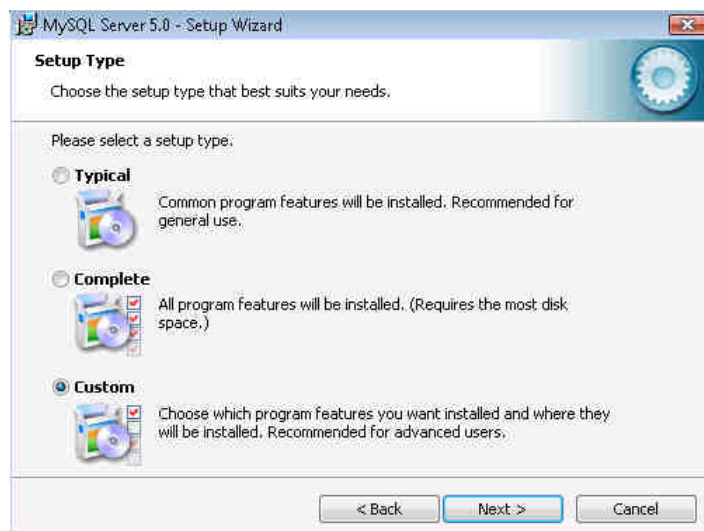 MySQL Server 5.0 - Setup Wizard
Setup Type
Choose the setup type that best suits your needs.
Please select a setup type.
Typical
Common program features will be installed. Recommended for
general use.
Complete
All program features will be installed. (Requires the most disk
space.)
Custom
Choose which program features you want installed and where they
will be installed. Recommended for advanced users.
< Back
Next >
Cancel